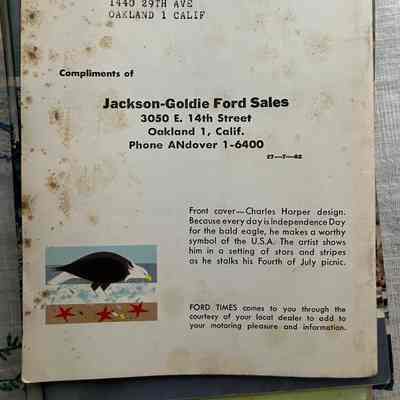 1440 29TH AVE
OAKLAND 1 CALIF
Compliments of
Jackson-Goldie Ford Sales
3050 E. 14th Street
Oakland 1, Calif.
Phone ANdover 1-6400
27—7—62
Front cover—Charles Harper design.
Because every day is Independence Day
for the bald eagle, he makes a worthy
symbol of the U.S.A. The artist shows
him in a setting of stars and stripes
as he stalks his Fourth of July picnic.
FORD TIMES comes to you through the
courtesy of your local dealer to add to
your motoring pleasure and information.